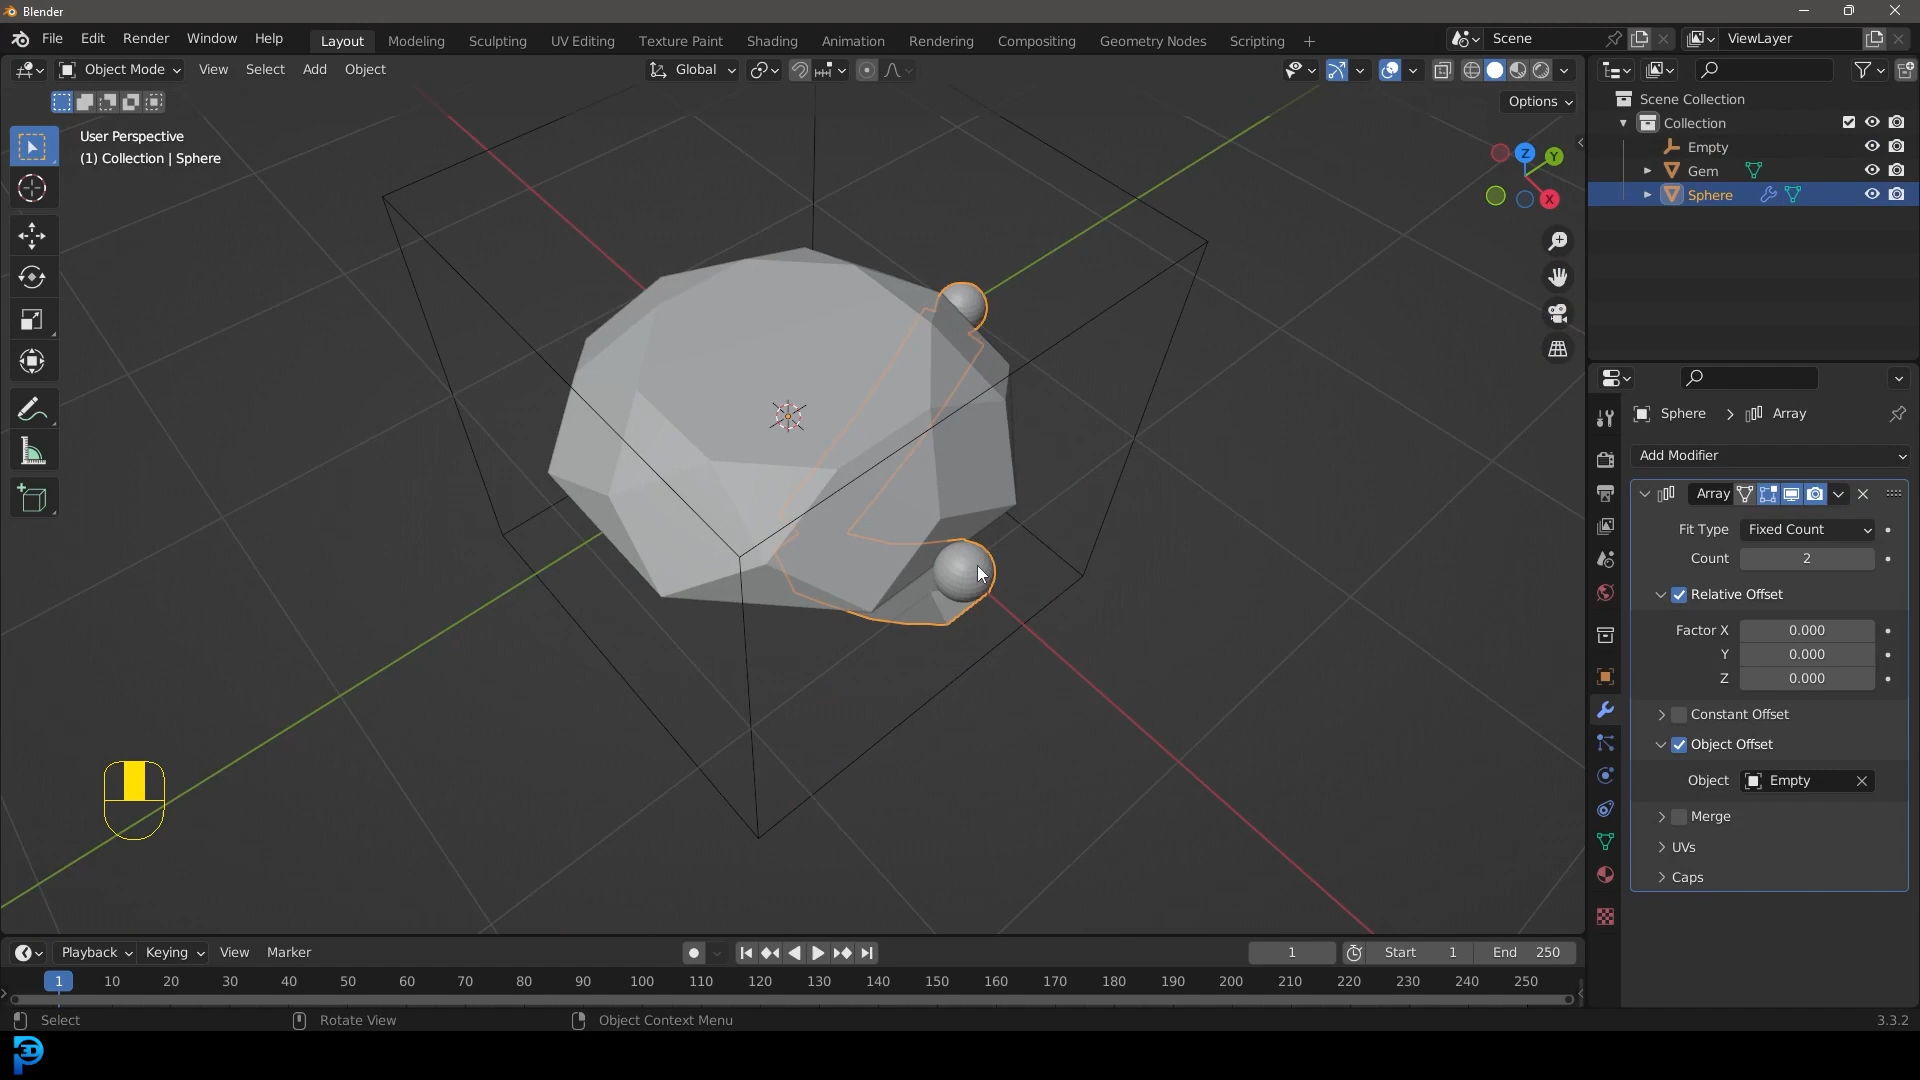 Blender
File Edit Render Window Help Layout Modeling Sculpting UV Editing Texture Paint Shading Animation Rendering Compositing Geometry Nodes Scripting + Scene ViewLayer
Object Mode View Select Add Object Global
Options
User Perspective
(1) Collection | Sphere
Z
Y
X
Scene Collection
Collection
Empty
Gem
Sphere
Sphere > Array
Add Modifier
Array
Fit Type Fixed Count
Count 2
Relative Offset
Factor X 0.000
Y 0.000
Z 0.000
Constant Offset
Object Offset
Object Empty
Merge
UVs
Caps
Playback Keying View Marker 1 Start 1 End 250
1 10 20 30 40 50 60 70 80 90 100 110 120 130 140 150 160 170 180 190 200 210 220 230 240 250
Select Rotate View Object Context Menu 3.3.2
3D